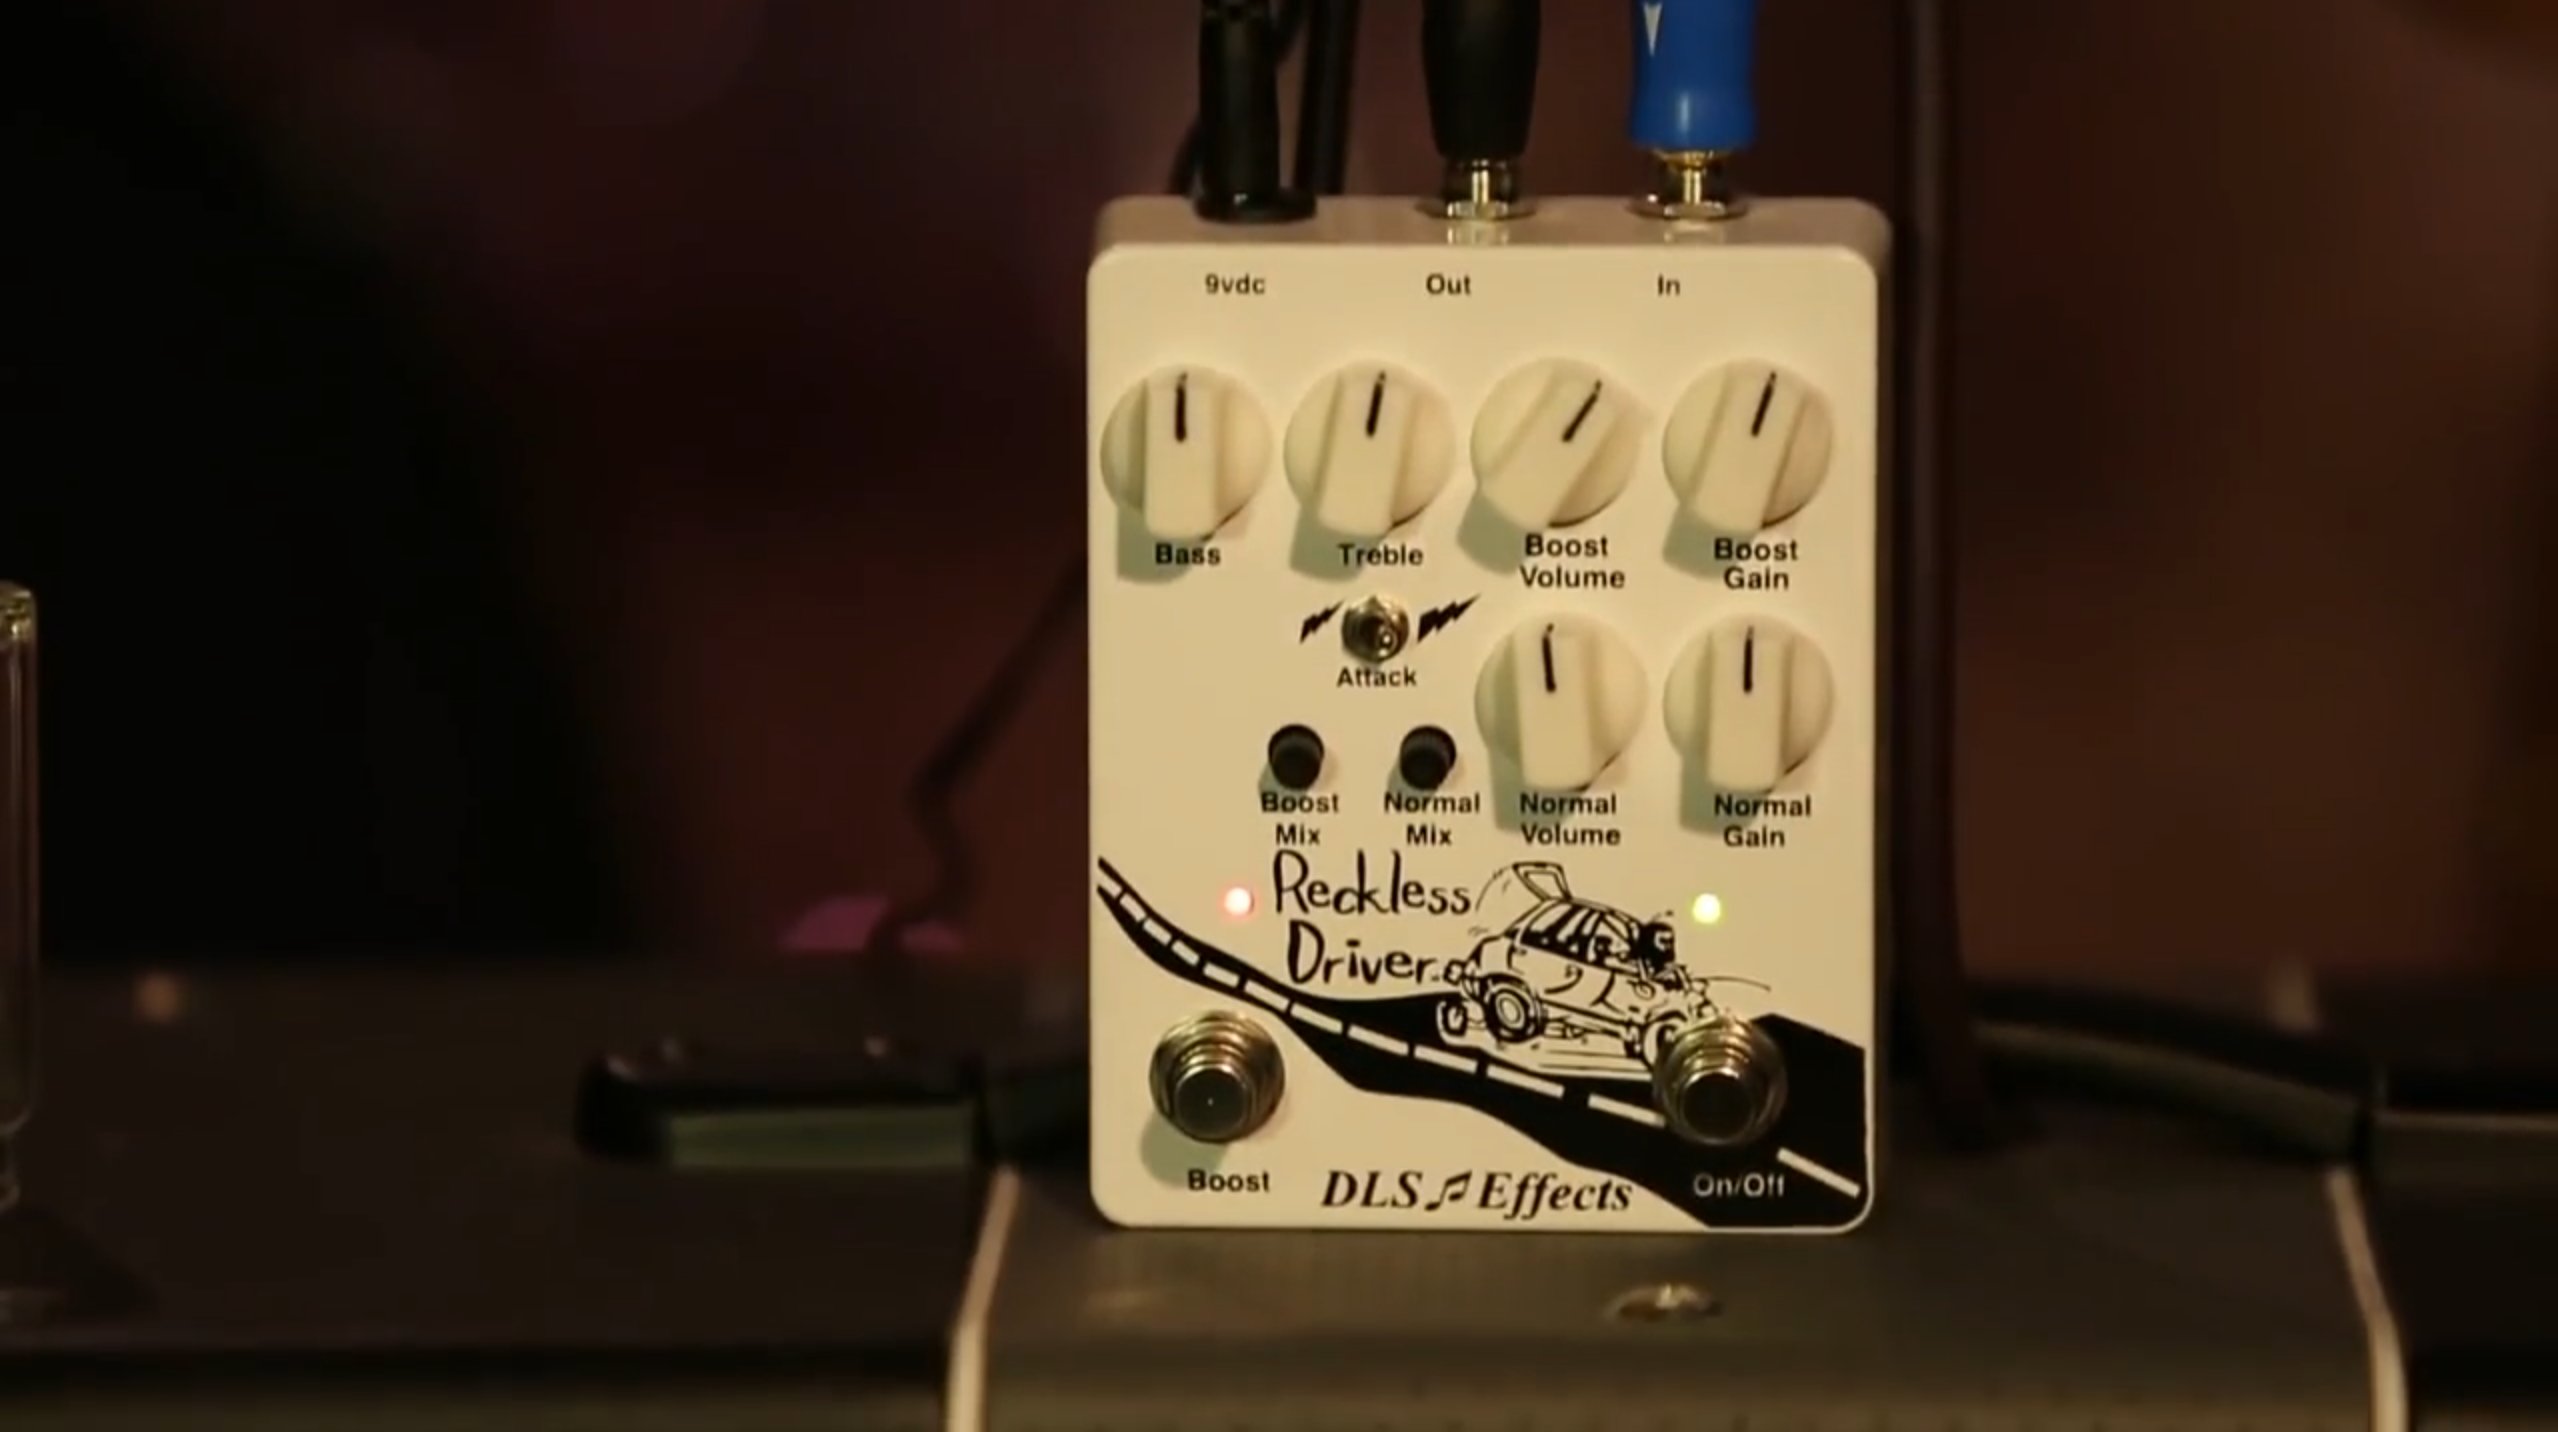 9vdc Out In
Bass Treble Boost Volume Boost Gain
Attack
Boost Mix Normal Mix Normal Volume Normal Gain
Reckless
Driver
Boost DLS Effects On/Off